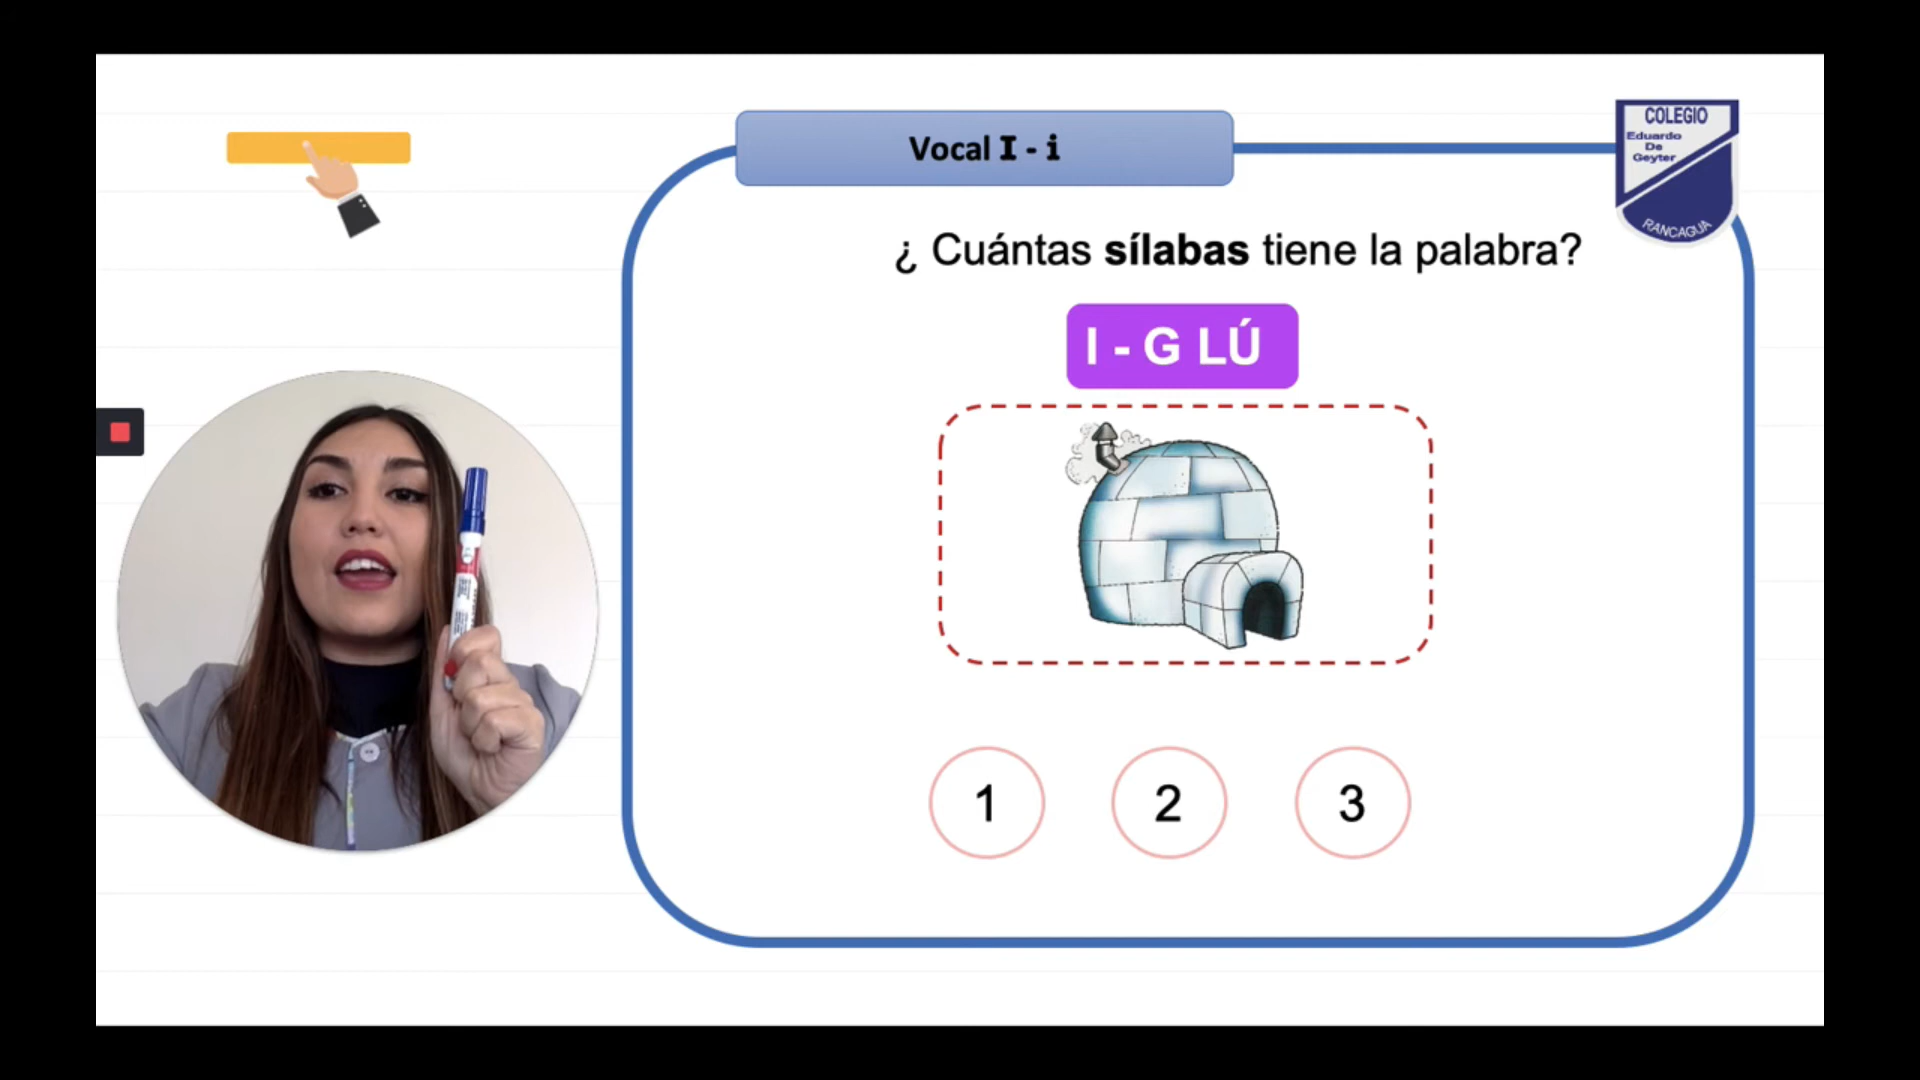 Vocal I - i
COLEGIO
Eduardo
De
Geyter
RANCAGUA
¿ Cuántas sílabas tiene la palabra?
I - G LÚ
1 2 3